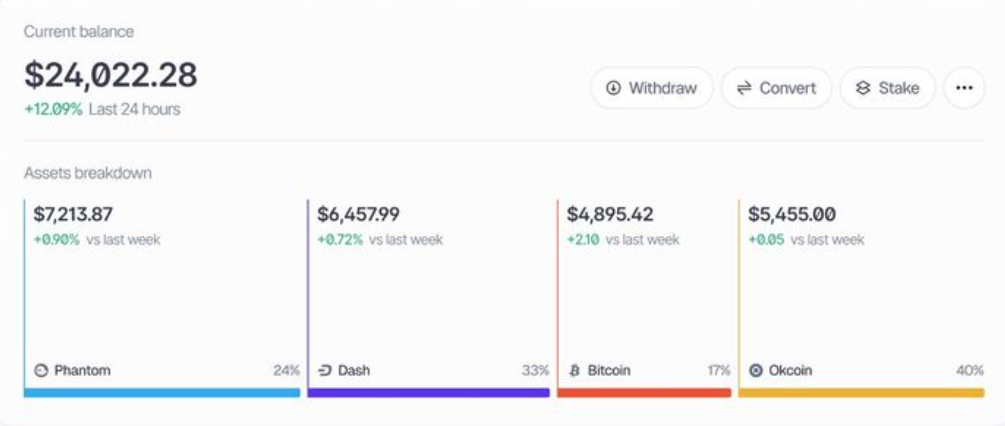 Current balance
$24,022.28
+12.09% Last 24 hours
Withdraw
Convert
Stake
Assets breakdown
$7,213.87
+0.90% vs last week
Phantom 24%
$6,457.99
+0.72% vs last week
Dash 33%
$4,895.42
+2.10 vs last week
Bitcoin 17%
$5,455.00
+0.05 vs last week
Okcoin 40%